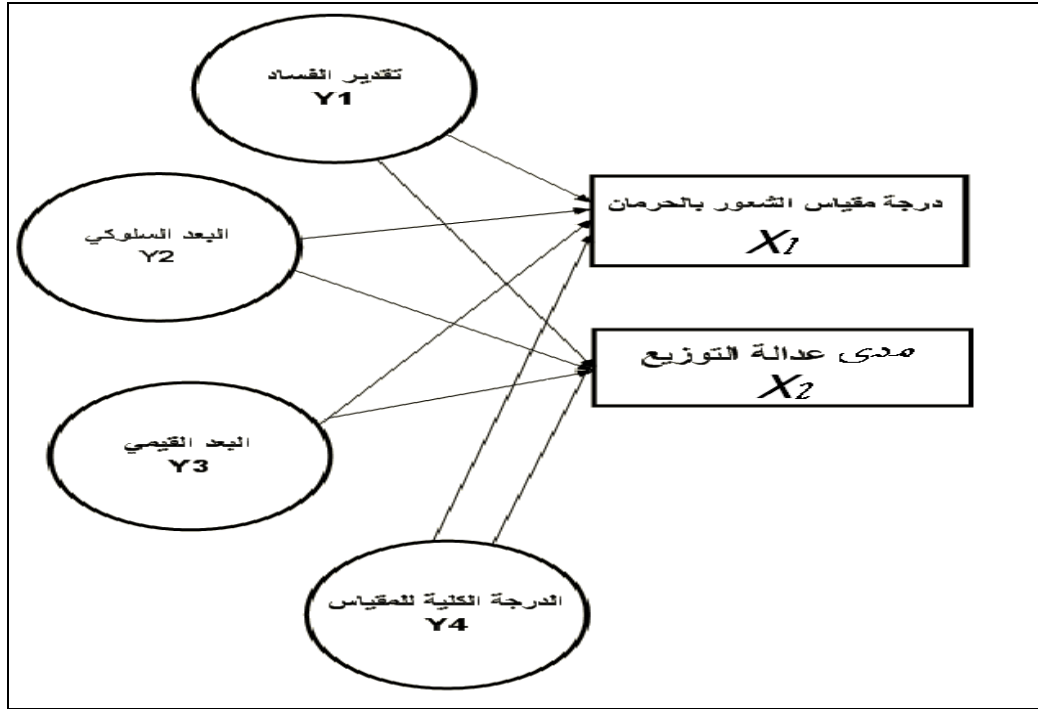 تقدير الفساد
Y1
درجة مقياس الشعور بالحرمان
X1
البعد السلوكي
Y2
مدى عدالة التوزيع
X2
البعد القيمي
Y3
الدرجة الكلية للمقياس
Y4